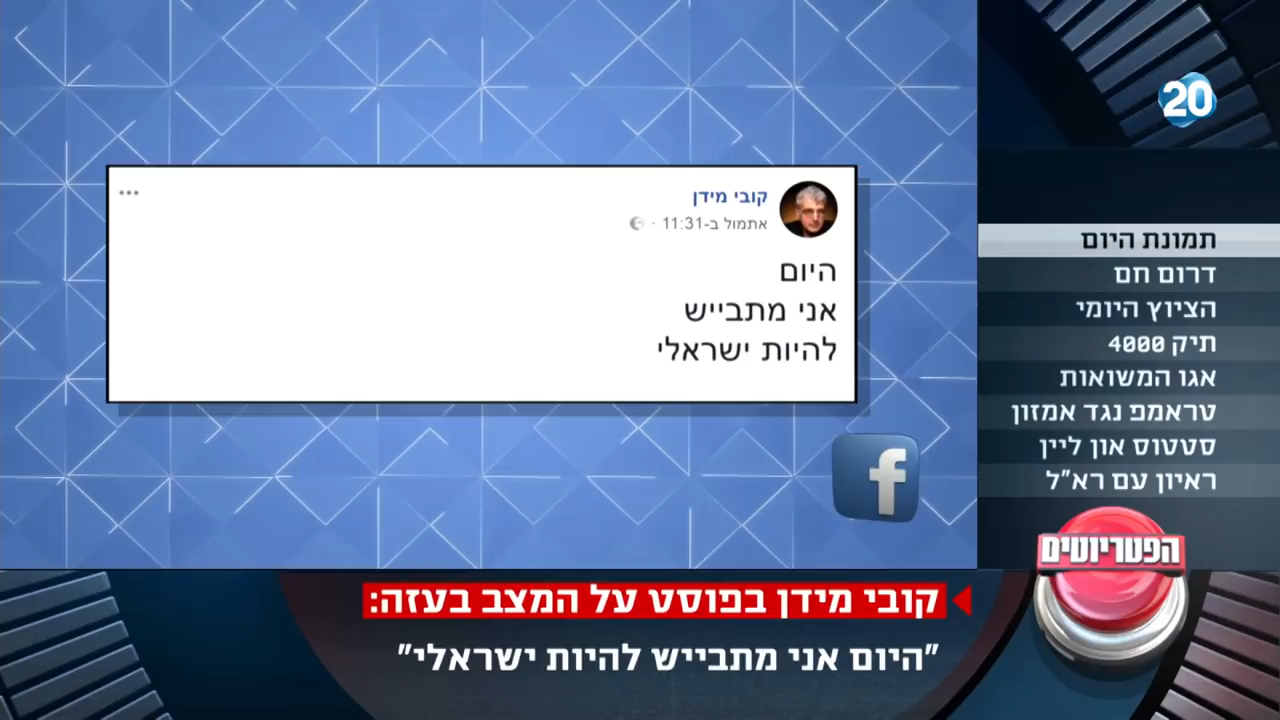 20
קובי מידן
אתמול ב-11:31 ·
היום
אני מתבייש
להיות ישראלי
תמונת היום
דרום חם
הציוץ היומי
תיק 4000
אגו המשואות
טראמפ נגד אמזון
סטטוס און ליין
ראיון עם רא"ל
הפטריוטים
קובי מידן בפוסט על המצב בעזה:
"היום אני מתבייש להיות ישראלי"